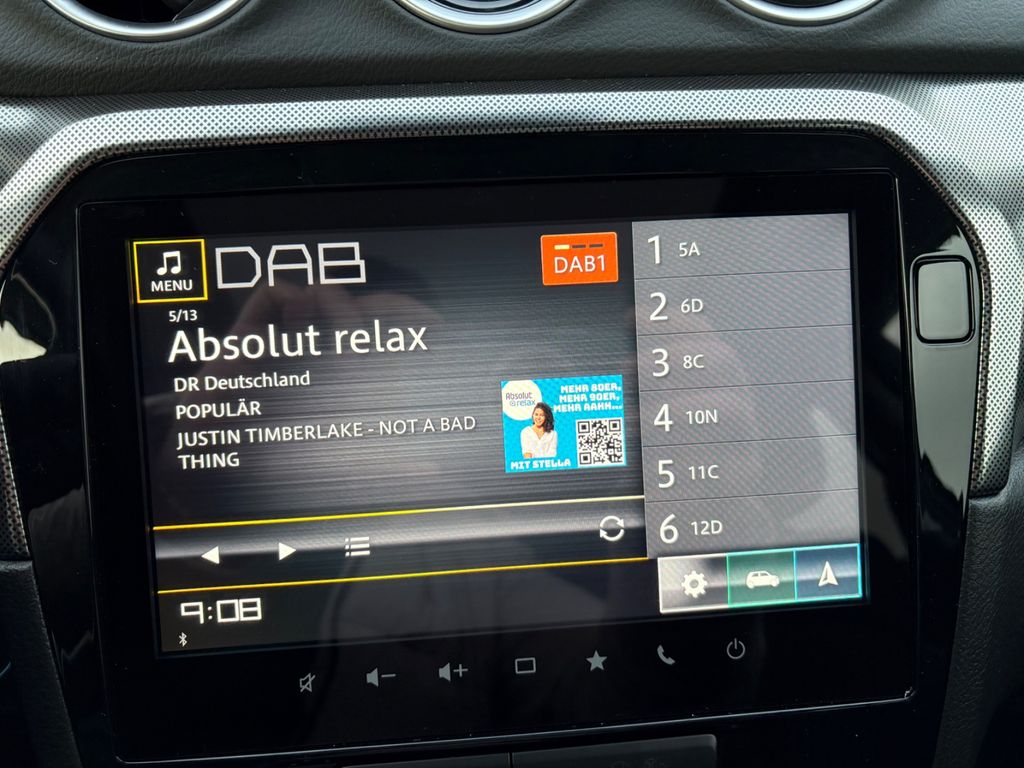 MENU
DAB
DAB1
5/13
Absolut relax
DR Deutschland
POPULÄR
JUSTIN TIMBERLAKE - NOT A BAD
THING
Absolut
relax
MEHR 80ER,
MEHR 90ER,
MEHR AAHH...
MIT STELLA
9:08
1 5A
2 6D
3 8C
4 10N
5 11C
6 12D